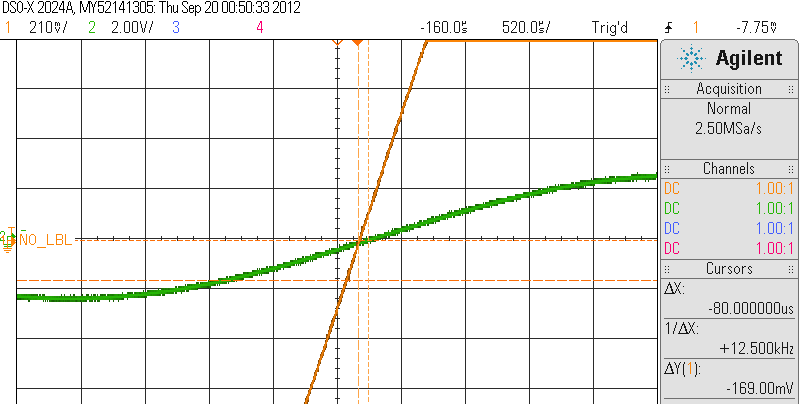 DSO-X 2024A, MY52141305: Thu Sep 20 00:50:33 2012
1 210mV/ 2 2.00V/ 3 4 -160.0us 520.0us/ Trig'd 1 -7.75mV
Agilent
Acquisition
Normal
2.50MSa/s
Channels
DC 1.00:1
DC 1.00:1
DC 1.00:1
DC 1.00:1
NO_LBL
Cursors
ΔX:
-80.000000us
1/ΔX:
+12.500kHz
ΔY(1):
-169.00mV